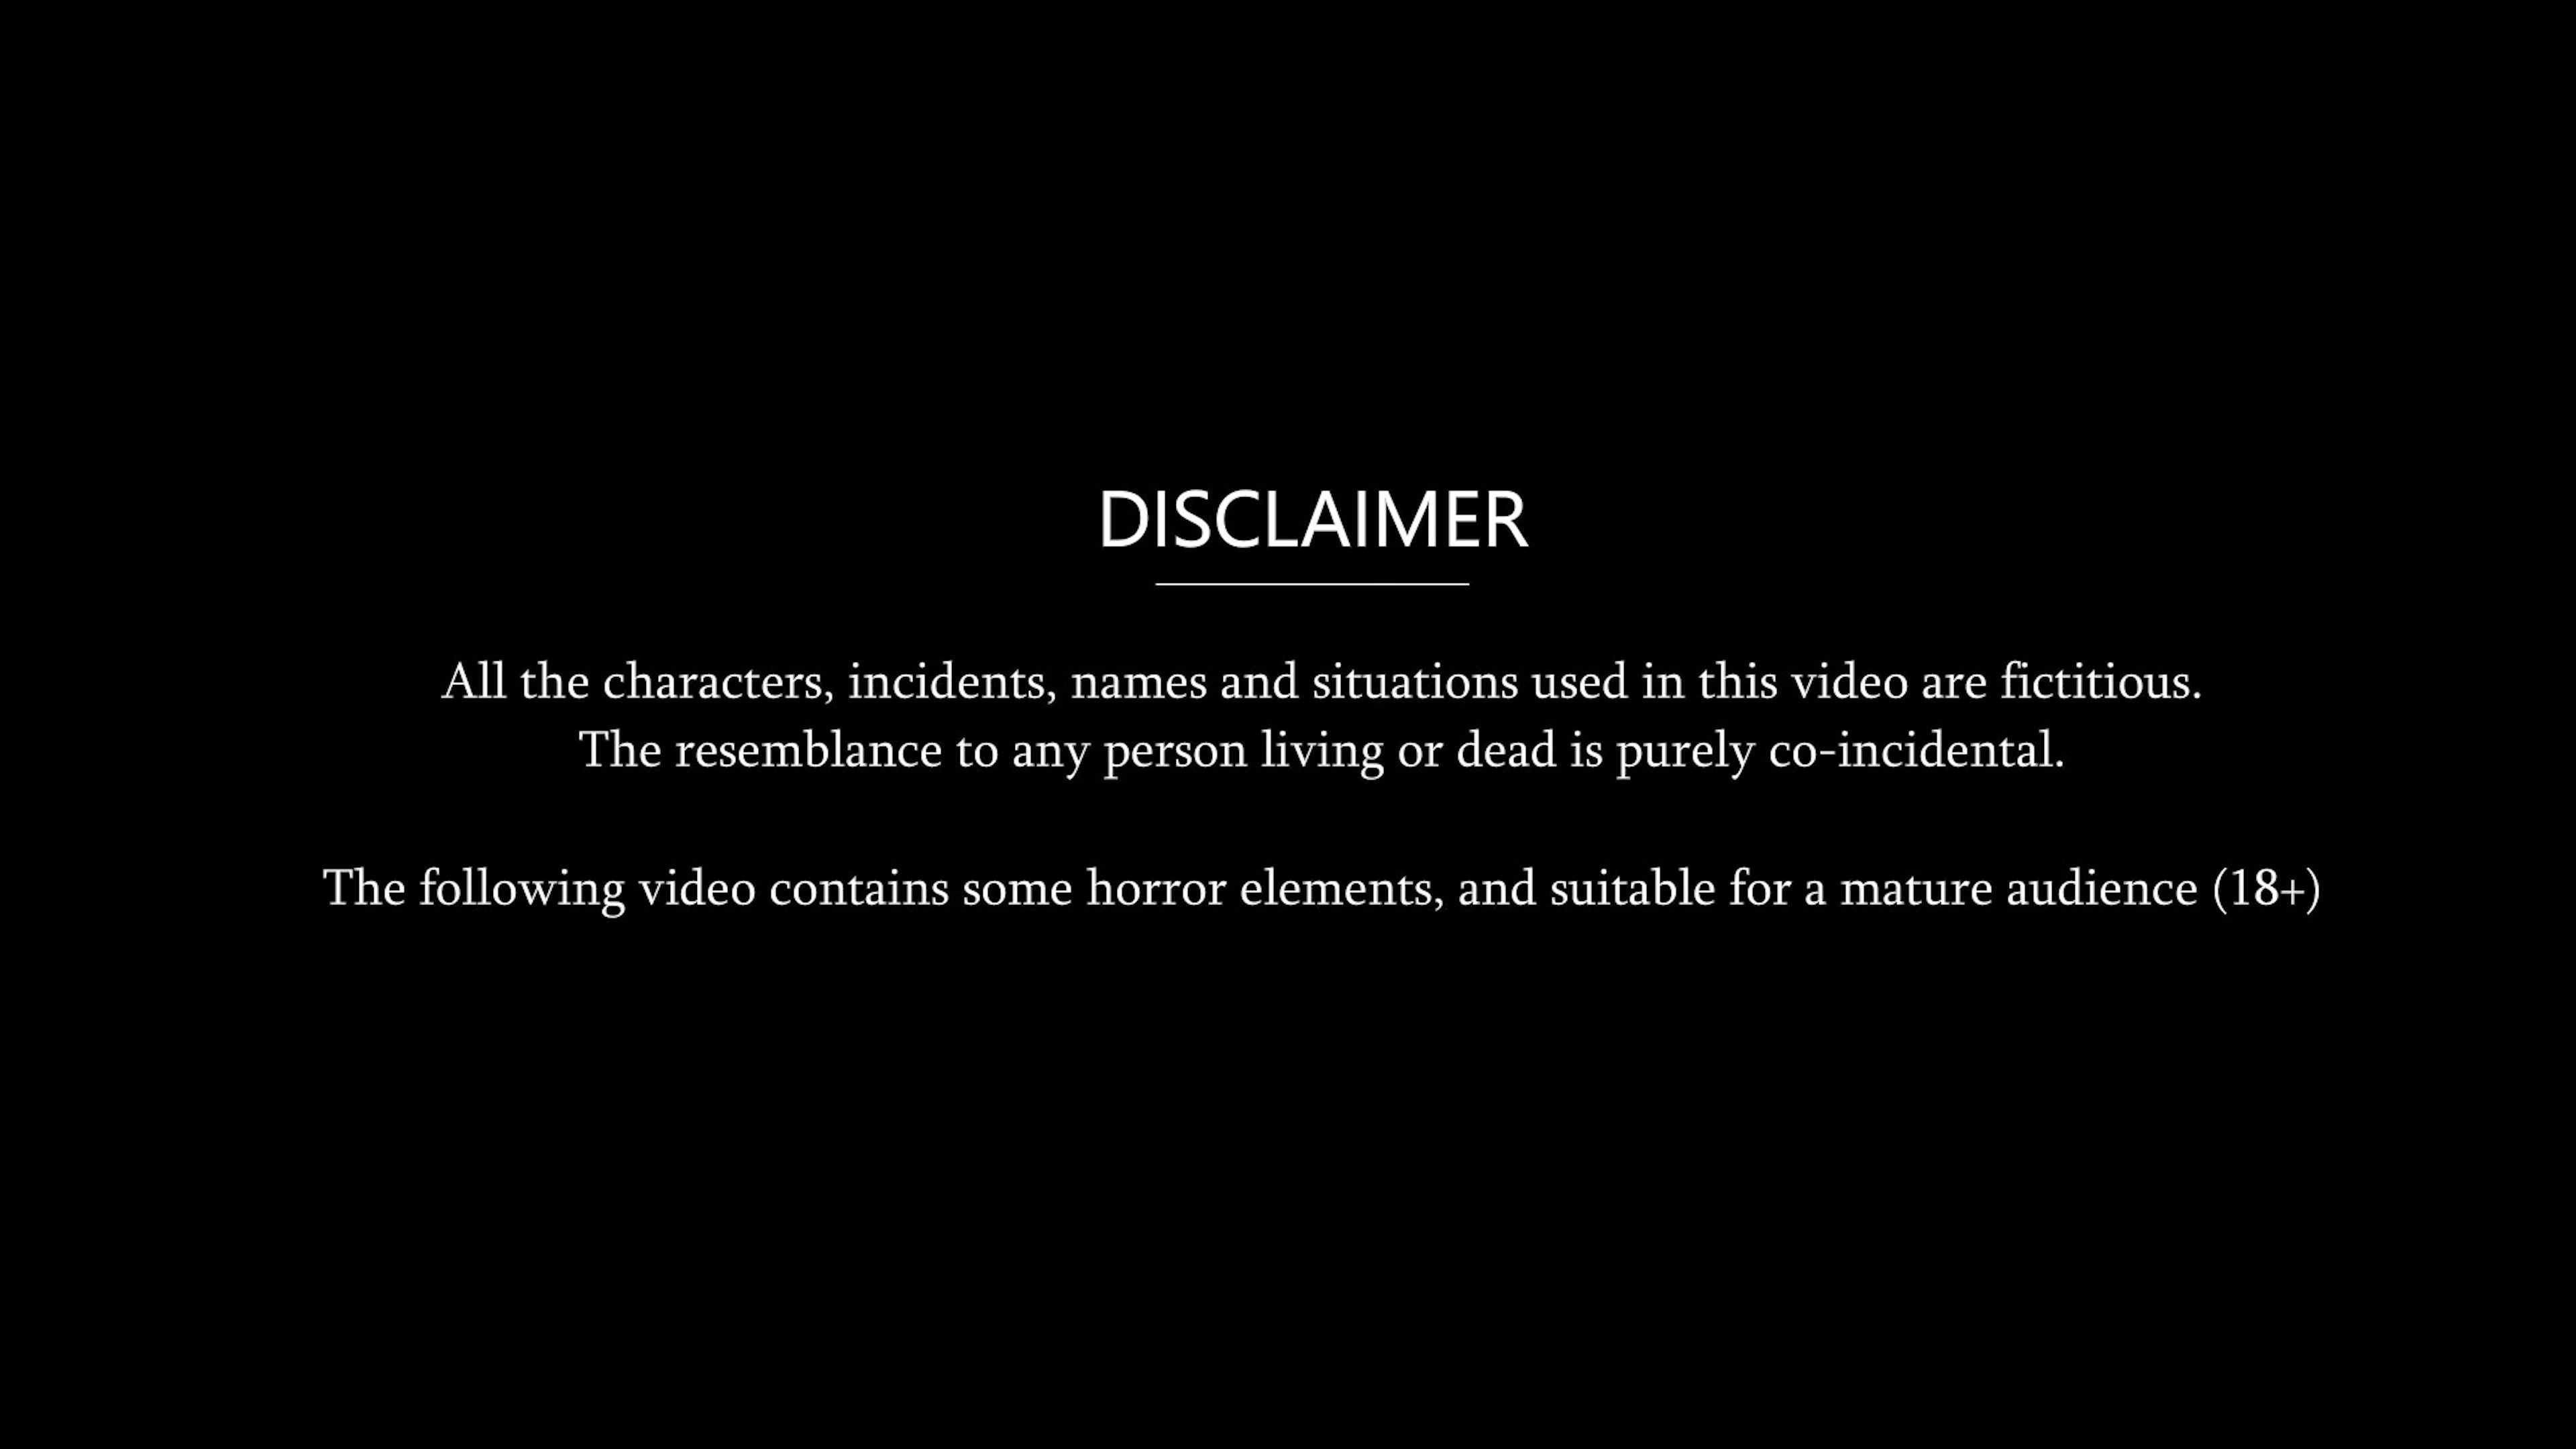 DISCLAIMER
All the characters, incidents, names and situations used in this video are fictitious.
The resemblance to any person living or dead is purely co-incidental.
The following video contains some horror elements, and suitable for a mature audience (18+)